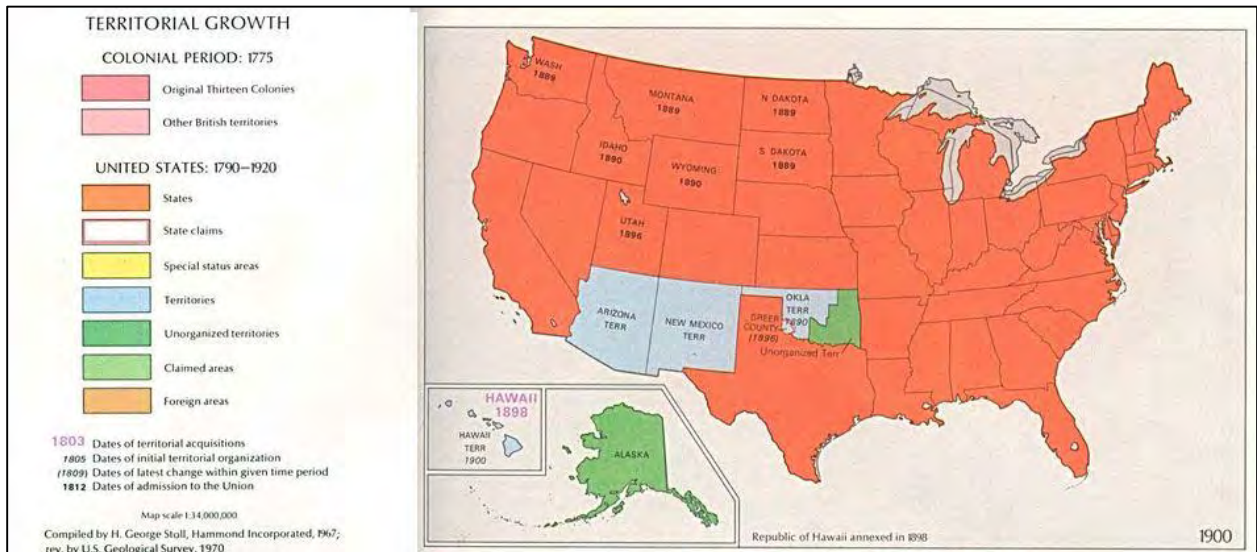 TERRITORIAL GROWTH
COLONIAL PERIOD: 1775
Original Thirteen Colonies
Other British territories
UNITED STATES: 1790–1920
States
State claims
Special status areas
Territories
Unorganized territories
Claimed areas
Foreign areas
1803 Dates of territorial acquisitions
1805 Dates of initial territorial organization
(1809) Dates of latest change within given time period
1812 Dates of admission to the Union
Map scale 1:34,000,000
Compiled by H. George Stoll, Hammond Incorporated, 1967;
rev. by U.S. Geological Survey, 1970
WASH
1889
MONTANA
1889
N DAKOTA
1889
IDAHO
1890
WYOMING
1890
S DAKOTA
1889
UTAH
1896
ARIZONA
TERR
NEW MEXICO
TERR
OKLA
TERR
1890
GREER
COUNTY
(1896)
Unorganized Terr
HAWAII
1898
HAWAII
TERR
1900
ALASKA
Republic of Hawaii annexed in 1898
1900